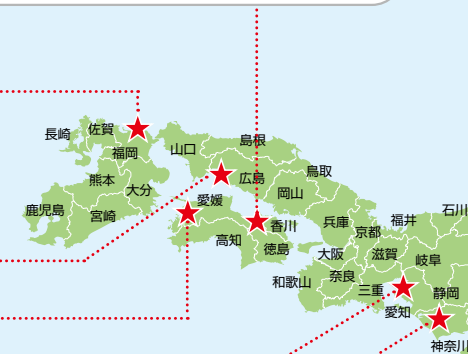 長崎
佐賀
福岡
熊本
大分
鹿児島
宮崎
山口
島根
広島
鳥取
岡山
愛媛
高知
香川
徳島
兵庫
京都
福井
石川
大阪
滋賀
岐阜
和歌山
奈良
三重
静岡
愛知
神奈川